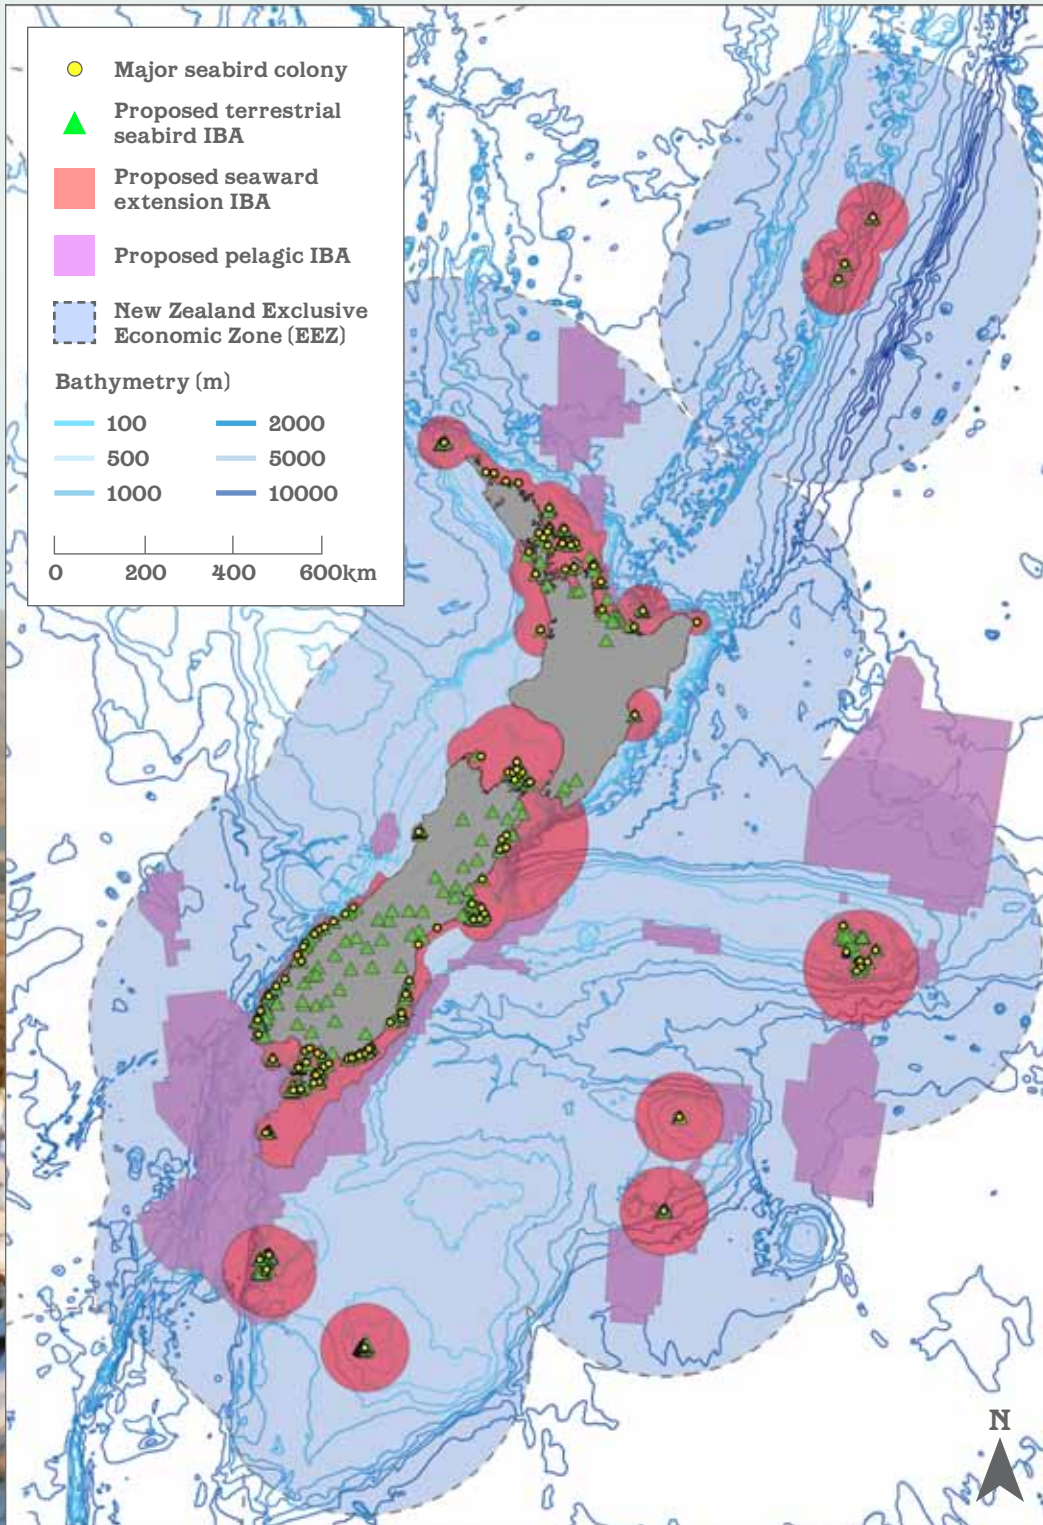 Major seabird colony
Proposed terrestrial
seabird IBA
Proposed seaward
extension IBA
Proposed pelagic IBA
New Zealand Exclusive
Economic Zone (EEZ)
Bathymetry (m)
100
2000
500
5000
1000
10000
0 200 400 600km
N